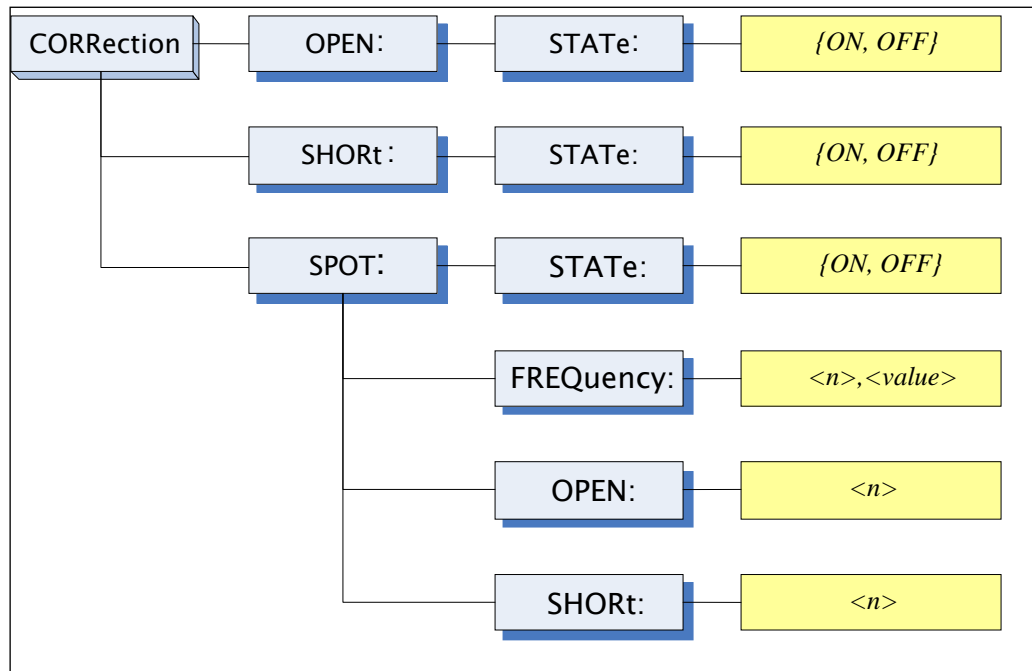 CORRection OPEN: STATe: {ON, OFF}
SHORt : STATe: {ON, OFF}
SPOT: STATe: {ON, OFF}
FREQuency: <n>,<value>
OPEN: <n>
SHORt: <n>